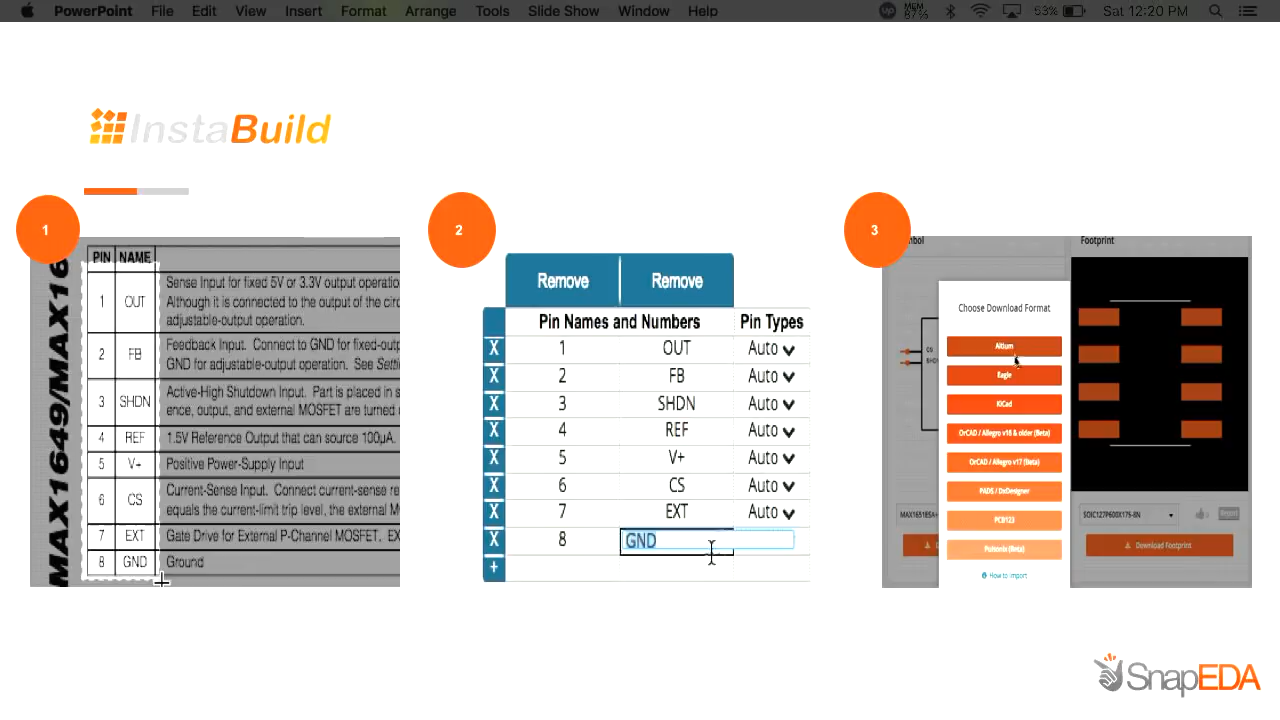 PowerPoint File Edit View Insert Format Arrange Tools Slide Show Window Help
Sat 12:20 PM
InstaBuild
1
2
3
MAX1649/MAX16
PIN NAME
1 OUT Sense Input for fixed 5V or 3.3V output operatio
Although it is connected to the output of the circ
adjustable-output operation.
2 FB Feedback Input. Connect to GND for fixed-outp
GND for adjustable-output operation. See Setti
3 SHDN Active-High Shutdown Input. Part is placed in s
ence, output, and external MOSFET are turned
4 REF 1.5V Reference Output that can source 100μA.
5 V+ Positive Power-Supply Input
6 CS Current-Sense Input. Connect current-sense re
equals the current-limit trip level, the external M
7 EXT Gate Drive for External P-Channel MOSFET. EX
8 GND Ground
Remove Remove
Pin Names and Numbers Pin Types
X 1 OUT Auto
X 2 FB Auto
X 3 SHDN Auto
X 4 REF Auto
X 5 V+ Auto
X 6 CS Auto
X 7 EXT Auto
X 8 GND
+
nbol
Footprint
Choose Download Format
Altium
Eagle
KiCad
OrCAD / Allegro v16 & older (Beta)
OrCAD / Allegro v17 (Beta)
PADS / DxDesigner
PCB123
Pulsonix (Beta)
How to import
CS
SHD
MAX1651ESA+
D
SOIC127P600X175-8N
Report
Download Footprint
SnapEDA